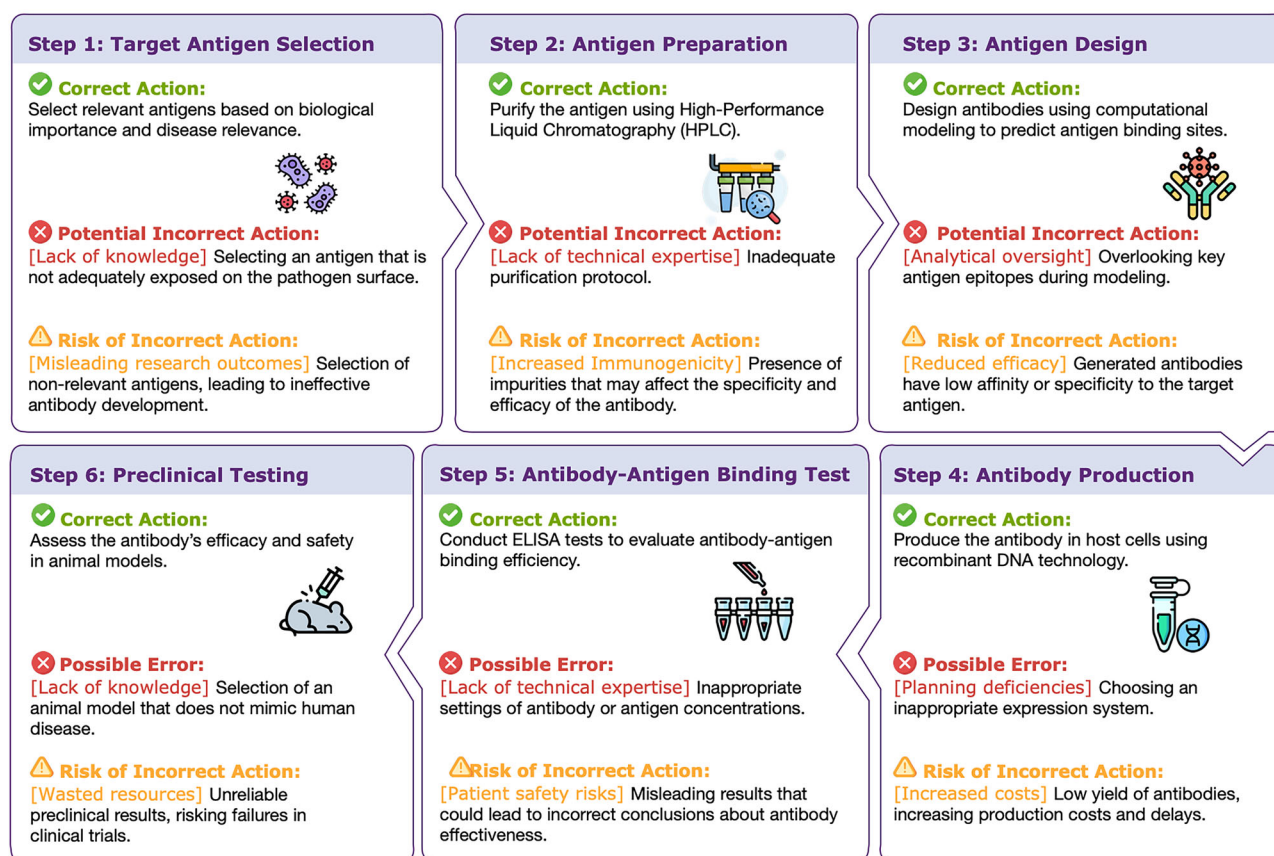 Step 1: Target Antigen Selection
Correct Action:
Select relevant antigens based on biological
importance and disease relevance.
Potential Incorrect Action:
[Lack of knowledge] Selecting an antigen that is
not adequately exposed on the pathogen surface.
Risk of Incorrect Action:
[Misleading research outcomes] Selection of
non-relevant antigens, leading to ineffective
antibody development.
Step 2: Antigen Preparation
Correct Action:
Purify the antigen using High-Performance
Liquid Chromatography (HPLC).
Potential Incorrect Action:
[Lack of technical expertise] Inadequate
purification protocol.
Risk of Incorrect Action:
[Increased Immunogenicity] Presence of
impurities that may affect the specificity and
efficacy of the antibody.
Step 3: Antigen Design
Correct Action:
Design antibodies using computational
modeling to predict antigen binding sites.
Potential Incorrect Action:
[Analytical oversight] Overlooking key
antigen epitopes during modeling.
Risk of Incorrect Action:
[Reduced efficacy] Generated antibodies
have low affinity or specificity to the target
antigen.
Step 4: Antibody Production
Correct Action:
Produce the antibody in host cells using
recombinant DNA technology.
Possible Error:
[Planning deficiencies] Choosing an
inappropriate expression system.
Risk of Incorrect Action:
[Increased costs] Low yield of antibodies,
increasing production costs and delays.
Step 5: Antibody-Antigen Binding Test
Correct Action:
Conduct ELISA tests to evaluate antibody-antigen
binding efficiency.
Possible Error:
[Lack of technical expertise] Inappropriate
settings of antibody or antigen concentrations.
Risk of Incorrect Action:
[Patient safety risks] Misleading results that
could lead to incorrect conclusions about antibody
effectiveness.
Step 6: Preclinical Testing
Correct Action:
Assess the antibody's efficacy and safety
in animal models.
Possible Error:
[Lack of knowledge] Selection of an
animal model that does not mimic human
disease.
Risk of Incorrect Action:
[Wasted resources] Unreliable
preclinical results, risking failures in
clinical trials.